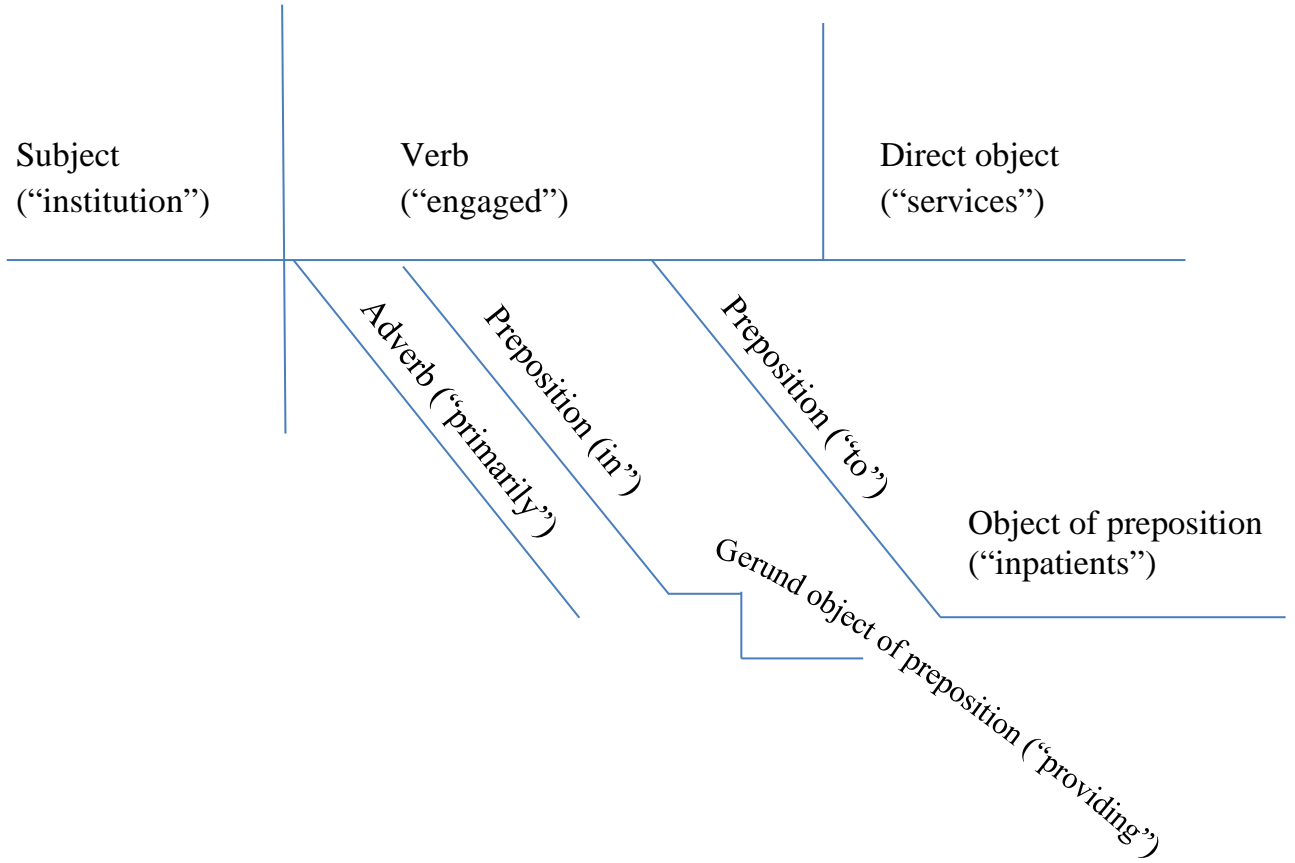 Subject
(“institution”)
Verb
(“engaged”)
Direct object
(“services”)
Adverb (“primarily”)
Preposition (in”)
Preposition (“to”)
Object of preposition
(“inpatients”)
Gerund object of preposition (“providing”)